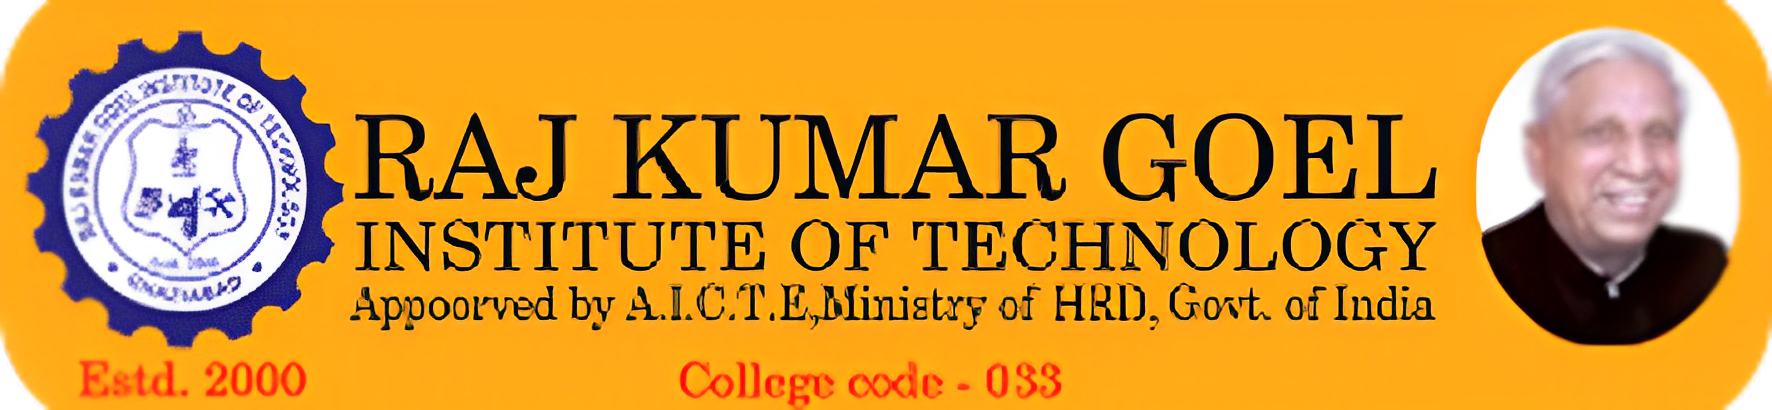 RAJ KUMAR GOEL
INSTITUTE OF TECHNOLOGY
Appoorved by A.I.C.T.E,Ministry of HRD, Govt. of India
Estd. 2000
College code - 033